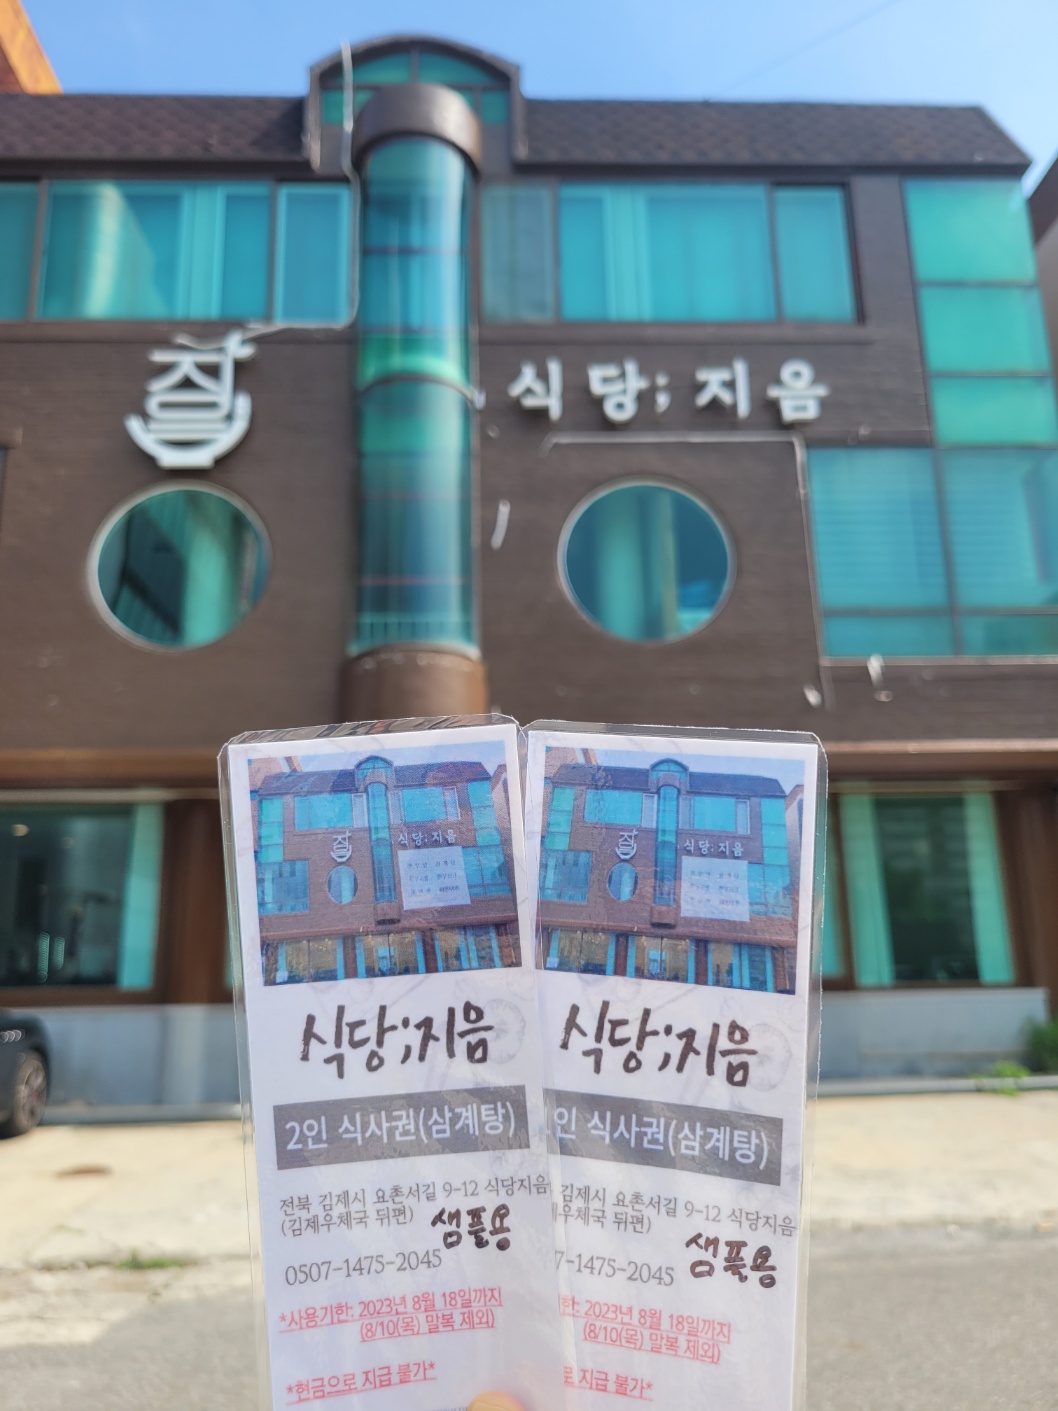 식당; 지음
식당; 지음
식당; 지음
식당;지음
2인 식사권(삼계탕)
전북 김제시 요촌서길 9-12 식당지음
(김제우체국 뒤편)
샘플용
0507-1475-2045
*사용기한: 2023년 8월 18일까지
(8/10(목) 말복 제외)
*현금으로 지급 불가*
식당;지음
인 식사권(삼계탕)
김제시 요촌서길 9-12 식당지음
제우체국 뒤편)
샘플용
7-1475-2045
한: 2023년 8월 18일까지
(8/10(목) 말복 제외)
로 지급 불가*